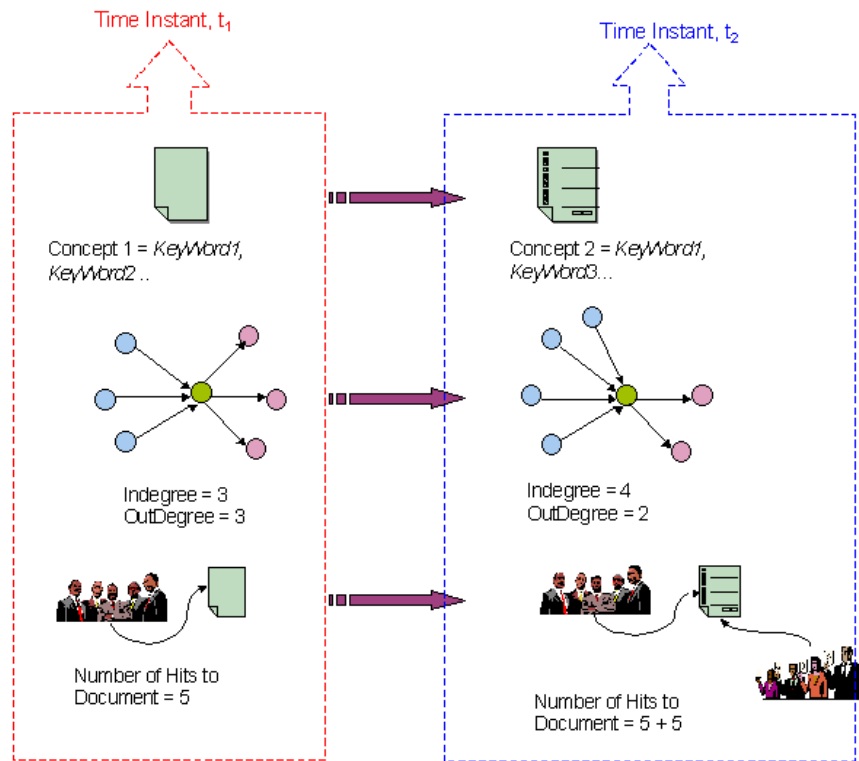 Time Instant, t₁
Concept 1 = KeyWord1,
KeyWord2 ..
Indegree = 3
OutDegree = 3
Number of Hits to
Document = 5
Time Instant, t₂
Concept 2 = KeyWord1,
KeyWord3...
Indegree = 4
OutDegree = 2
Number of Hits to
Document = 5 + 5